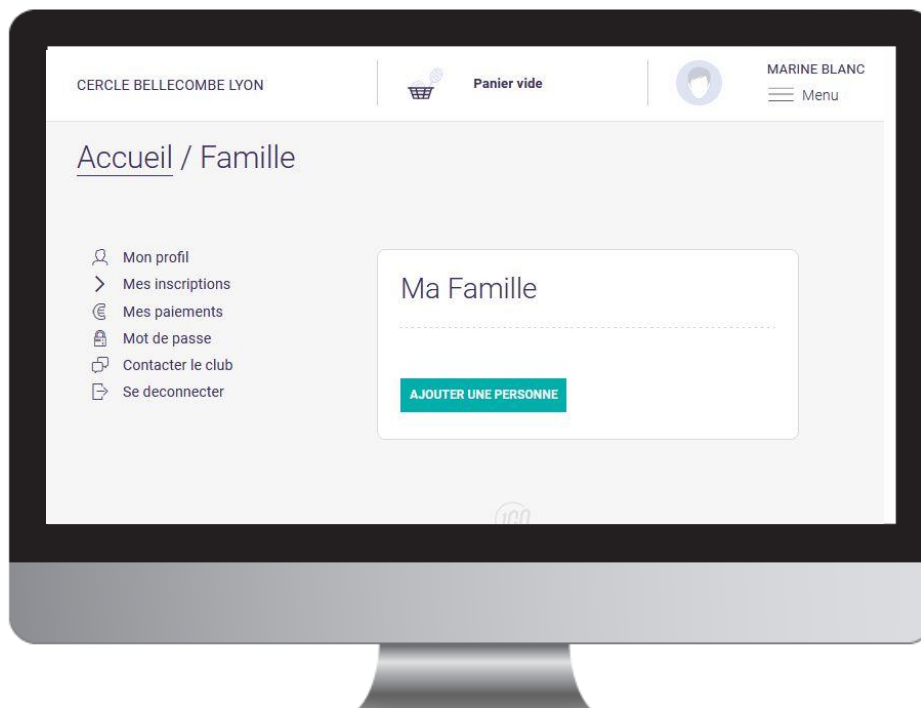 CERCLE BELLECOMBE LYON
Panier vide
MARINE BLANC
Menu
Accueil / Famille
Mon profil
Mes inscriptions
Mes paiements
Mot de passe
Contacter le club
Se deconnecter
Ma Famille
AJOUTER UNE PERSONNE